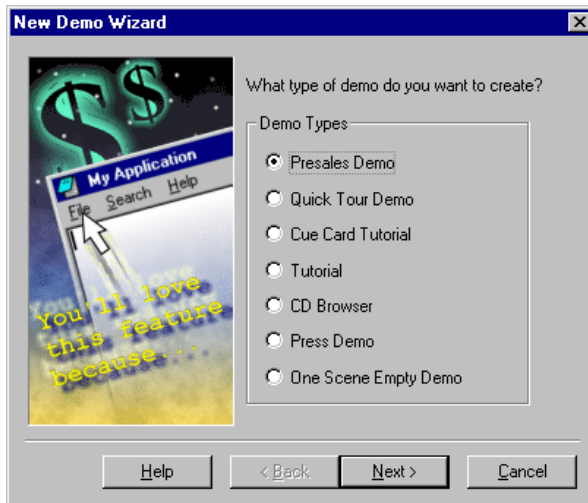 New Demo Wizard
$ $
My Application
File Search Help
You'll love
this feature
because...
What type of demo do you want to create?
Demo Types
Presales Demo
Quick Tour Demo
Cue Card Tutorial
Tutorial
CD Browser
Press Demo
One Scene Empty Demo
Help < Back Next > Cancel